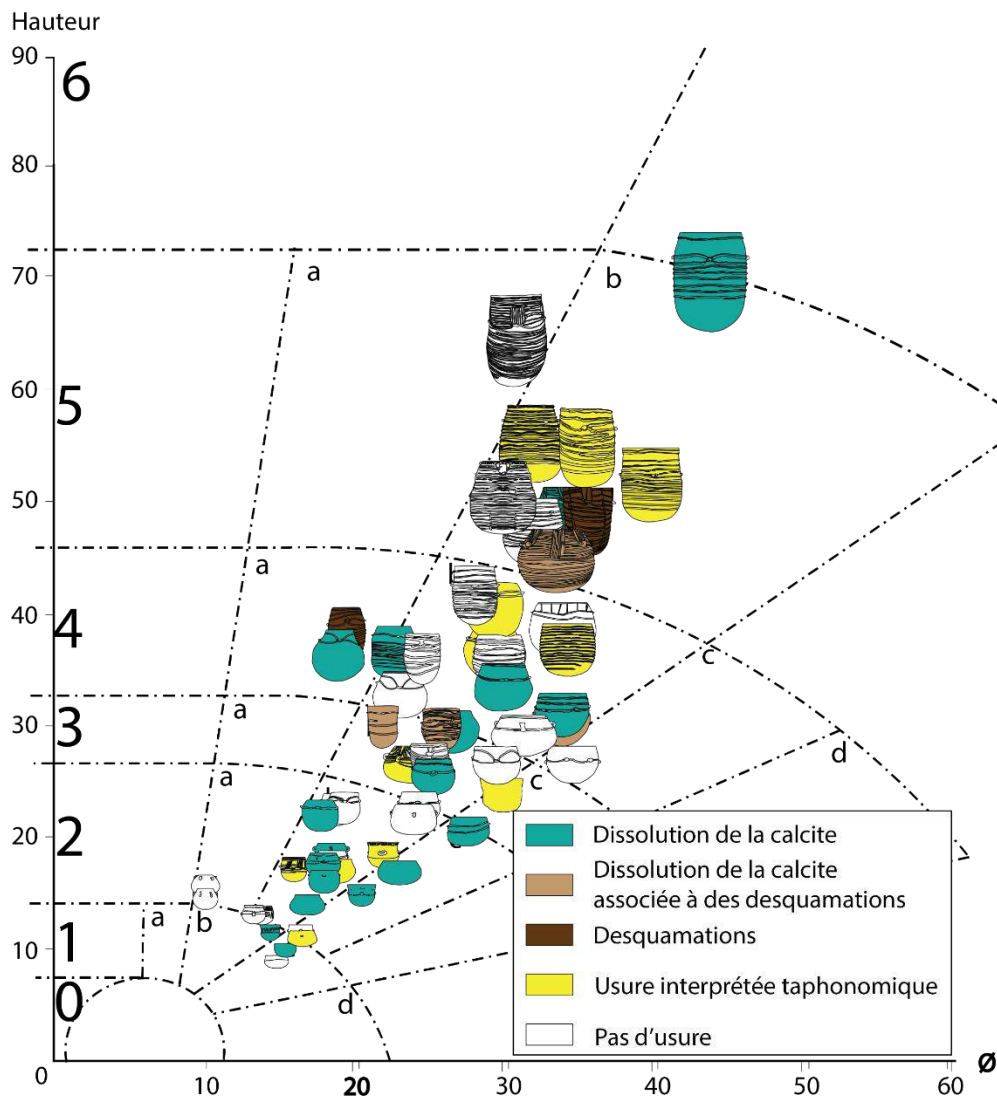 Hauteur
90
6
80
70
a
b
60
5
50
a
40
4
c
a
d
30
3
a
c
20
2
a
b
10
1
d
0
0
10
20
30
40
50
60
Ø
Dissolution de la calcite
Dissolution de la calcite
associée à des desquamations
Desquamations
Usure interprétée taphonomique
Pas d'usure